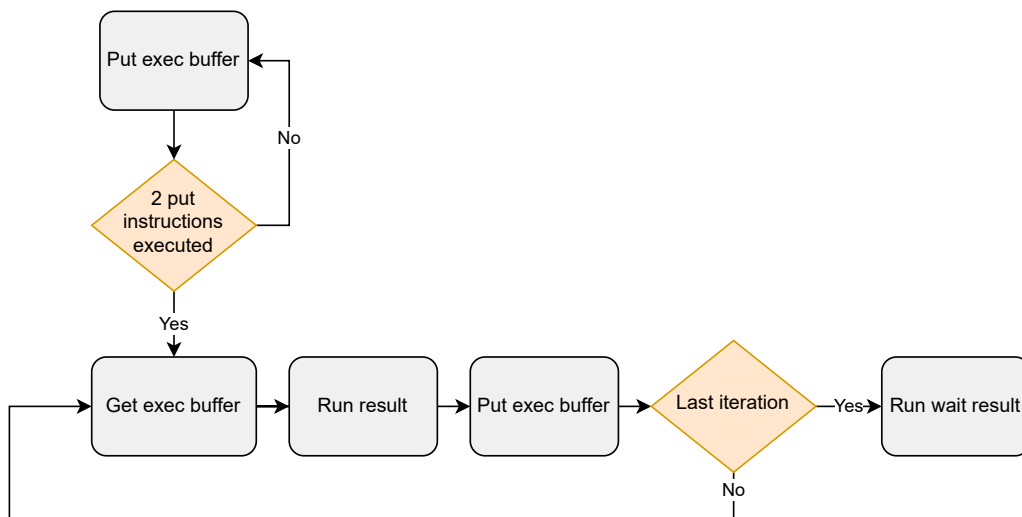 Put exec buffer
No
2 put
instructions
executed
Yes
Get exec buffer
Run result
Put exec buffer
Last iteration
Yes
Run wait result
No